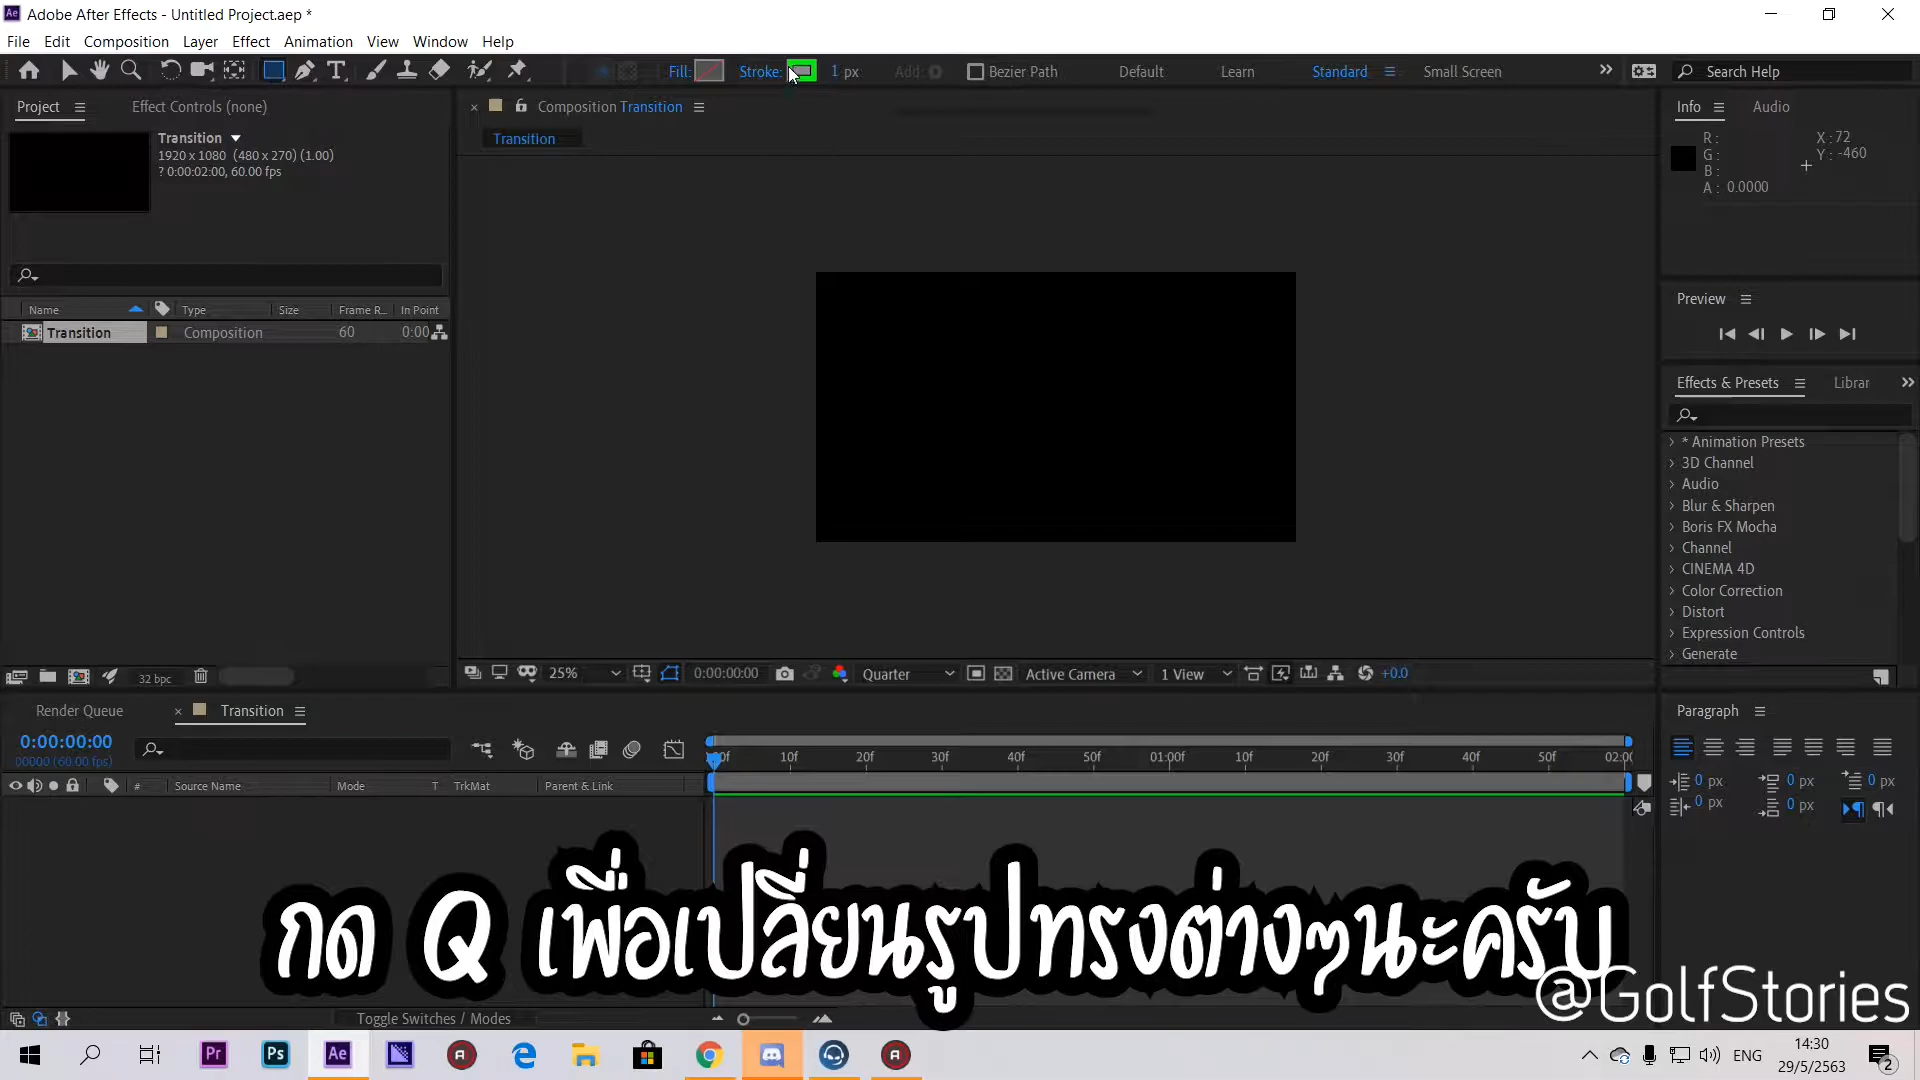 Adobe After Effects - Untitled Project.aep *
File Edit Composition Layer Effect Animation View Window Help
Fill: Stroke: 1 px Add: Bezier Path Default Learn Standard Small Screen Search Help
Project Effect Controls (none)
Composition Transition
Info Audio
Transition
1920 x 1080 (480 x 270) (1.00)
? 0:00:02:00, 60.00 fps
Transition
R :
G :
B :
A : 0.0000
X : 72
Y : -460
Name Type Size Frame R... In Point
Transition Composition 60 0:00
Preview
Effects & Presets Librar
* Animation Presets
3D Channel
Audio
Blur & Sharpen
Boris FX Mocha
Channel
CINEMA 4D
Color Correction
Distort
Expression Controls
Generate
32 bpc
25% 0:00:00:00 Quarter Active Camera 1 View +0.0
Render Queue Transition
Paragraph
0:00:00:00
00000 (60.00 fps)
00f 10f 20f 30f 40f 50f 01:00f 10f 20f 30f 40f 50f 02:00
# Source Name Mode T TrkMat Parent & Link
0 px 0 px 0 px
0 px 0 px
กด Q เพื่อเปลี่ยนรูปทรงต่างๆนะครับ
@GolfStories
Toggle Switches / Modes
ENG
14:30
29/5/2563
2